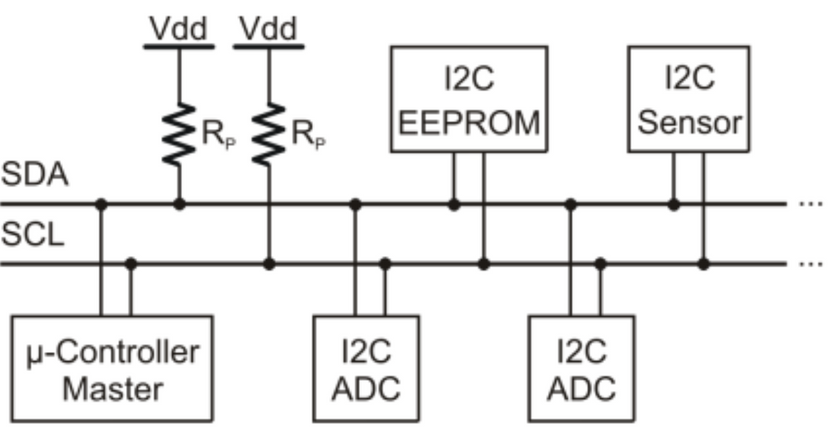 Vdd Vdd
I2C
EEPROM
I2C
Sensor
R_P R_P
SDA
SCL
...
...
µ-Controller
Master
I2C
ADC
I2C
ADC